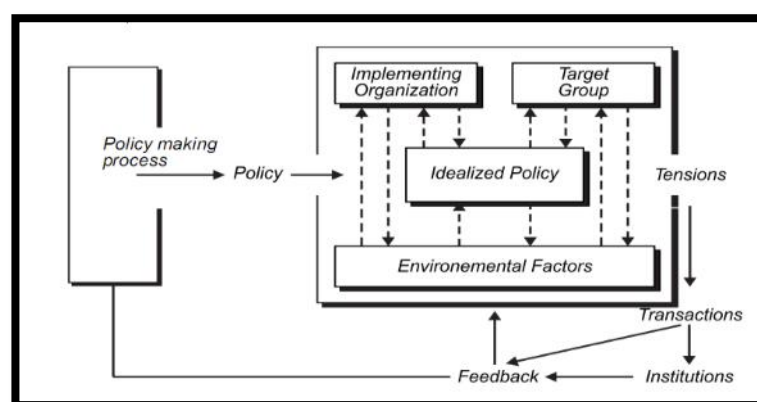 Implementing
Organization
Target
Group
Policy making
process
Policy
Idealized Policy
Tensions
Environemental Factors
Transactions
Feedback
Institutions